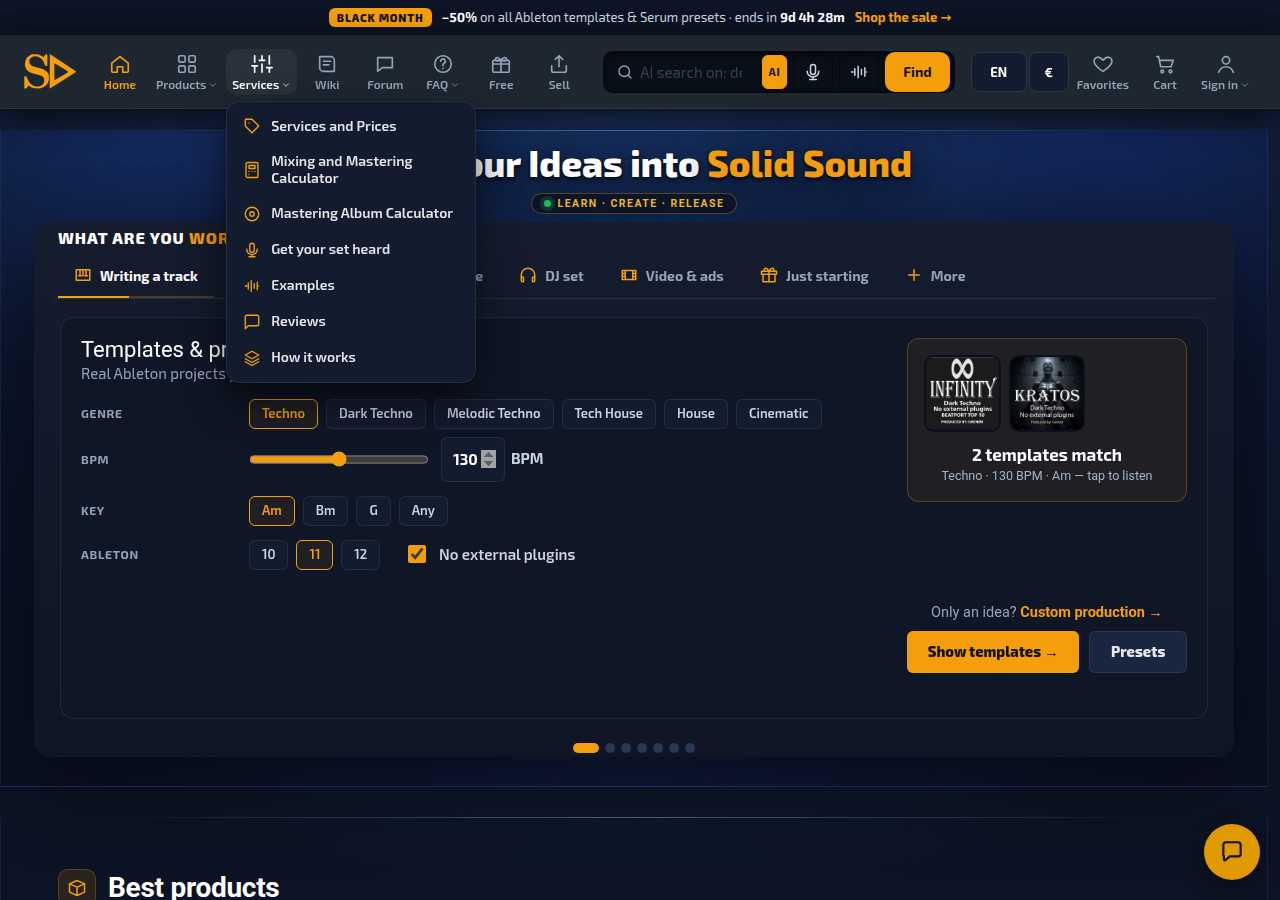 BLACK MONTH −50% on all Ableton templates & Serum presets · ends in 9d 4h 28m Shop the sale →
Home
Products
Services
Wiki
Forum
FAQ
Free
Sell
AI search on: dr
AI
Find
EN
€
Favorites
Cart
Sign in
Services and Prices
Mixing and Mastering
Calculator
Mastering Album Calculator
Get your set heard
Examples
Reviews
How it works
our Ideas into Solid Sound
LEARN · CREATE · RELEASE
WHAT ARE YOU WOR
Writing a track
DJ set
Video & ads
Just starting
More
Templates & pr
Real Ableton projects
GENRE
Techno
Dark Techno
Melodic Techno
Tech House
House
Cinematic
BPM
130
BPM
KEY
Am
Bm
G
Any
ABLETON
10
11
12
No external plugins
INFINITY
Dark Techno
No external plugins
BEATPORT TOP 10
KRATOS
Dark Techno
No external plugins
2 templates match
Techno · 130 BPM · Am — tap to listen
Only an idea? Custom production →
Show templates →
Presets
Best products